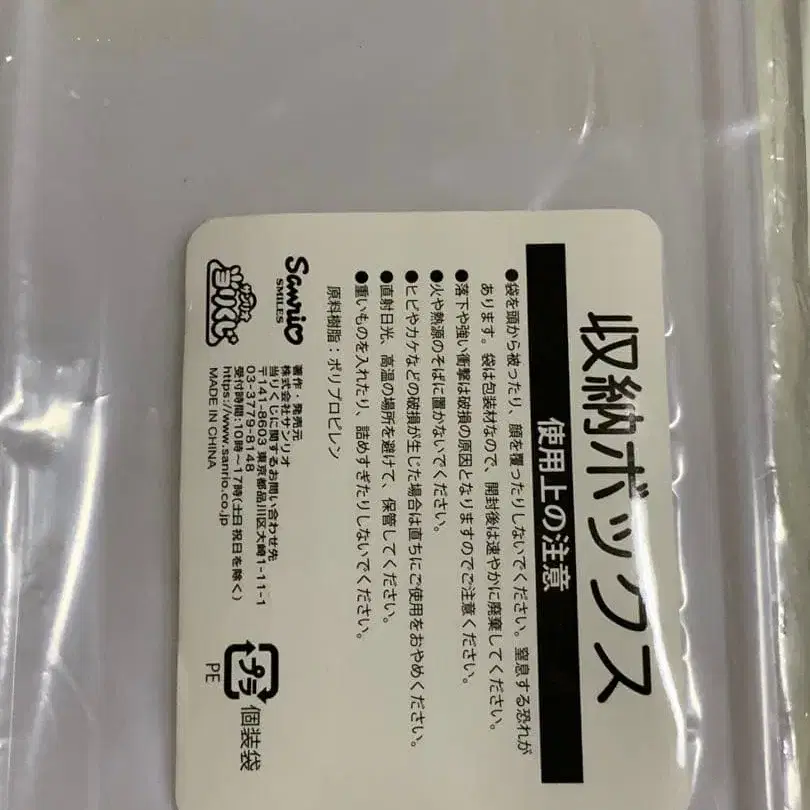 収納ボックス
使用上の注意
●袋を頭から被ったり、顔を覆ったりしないでください。窒息する恐れが
あります。袋は包装材なので、開封後は速やかに廃棄してください。
●落下や強い衝撃は破損の原因となりますのでご注意ください。
●火や熱源のそばに置かないでください。
●ヒビやカケなどの破損が生じた場合は直ちにご使用をおやめください。
●直射日光、高温の場所を避けて、保管してください。
●重いものを入れたり、詰めすぎたりしないでください。
原料樹脂：ポリプロピレン
Sanrio
SMILES
サンリオ
当りくじ
著作・発売元
株式会社サンリオ
当りくじに関するお問い合わせ先
〒141-8603 東京都品川区大崎1-11-1
03-3779-8148
受付時間:10時～17時(土日祝日を除く)
https://www.sanrio.co.jp
MADE IN CHINA
プラ
個装袋
PE